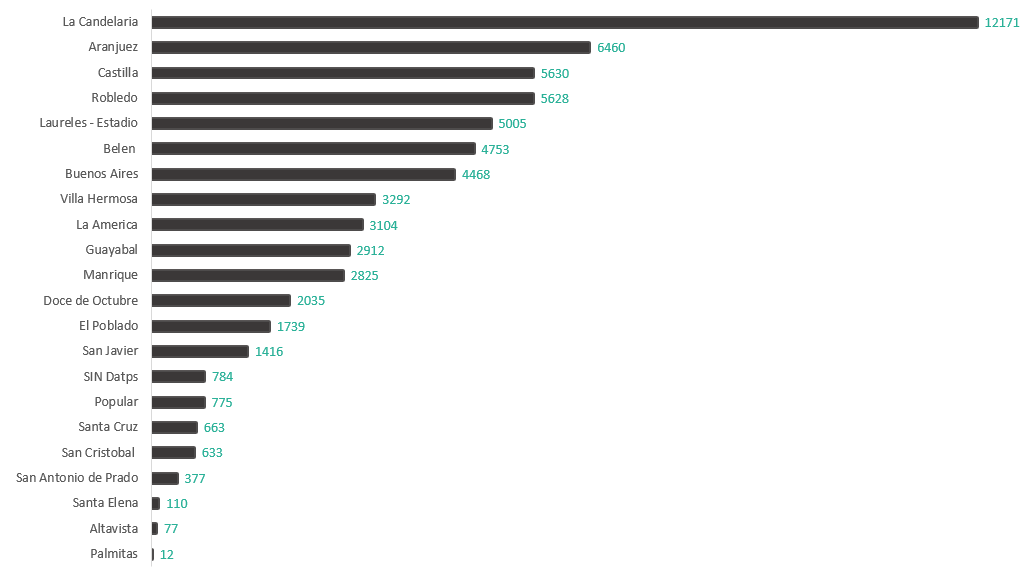 La Candelaria 12171
Aranjuez 6460
Castilla 5630
Robledo 5628
Laureles - Estadio 5005
Belen 4753
Buenos Aires 4468
Villa Hermosa 3292
La America 3104
Guayabal 2912
Manrique 2825
Doce de Octubre 2035
El Poblado 1739
San Javier 1416
SIN Datps 784
Popular 775
Santa Cruz 663
San Cristobal 633
San Antonio de Prado 377
Santa Elena 110
Altavista 77
Palmitas 12